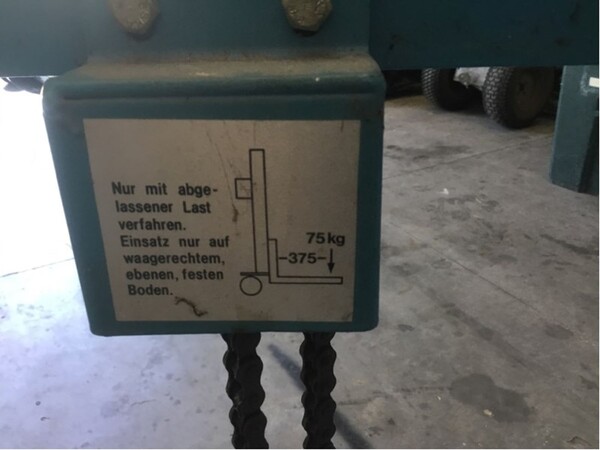 Nur mit abge-
lassener Last
verfahren.
Einsatz nur auf
waagerechtem,
ebenen, festen
Boden.
75kg
-375-